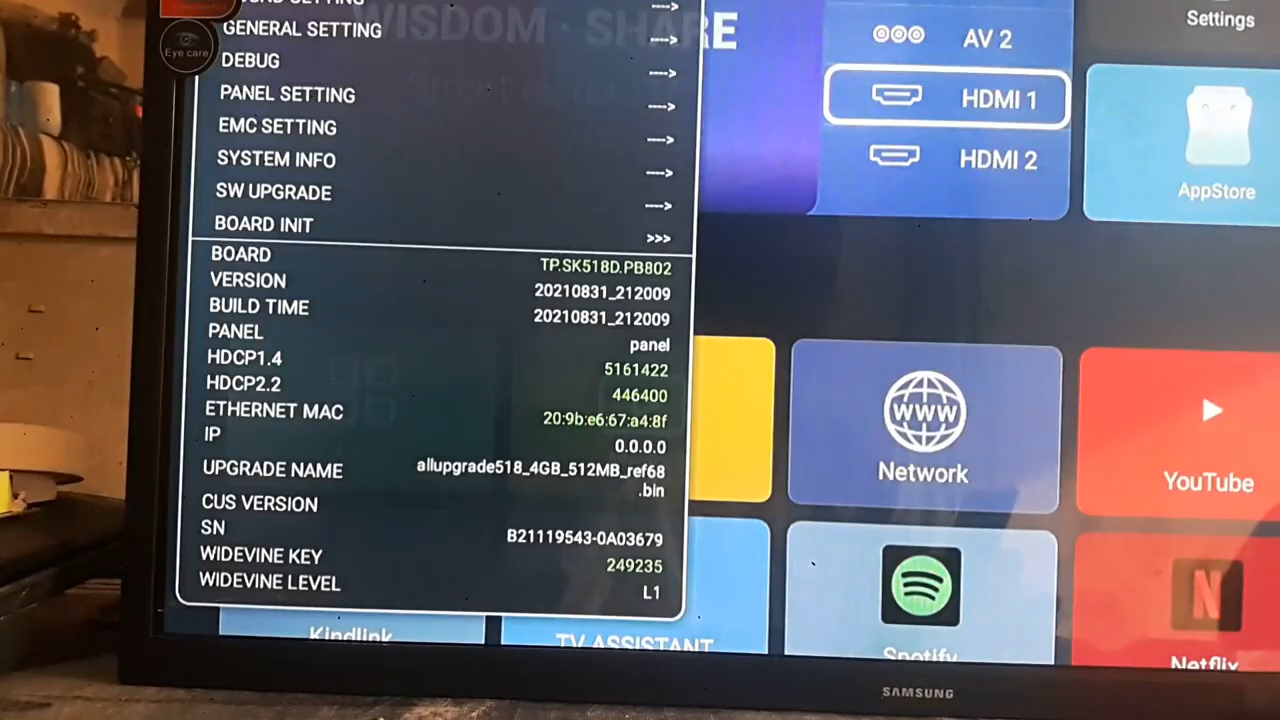 GENERAL SETTING --->
DEBUG --->
PANEL SETTING --->
EMC SETTING --->
SYSTEM INFO --->
SW UPGRADE --->
BOARD INIT >>>
BOARD TP.SK518D.PB802
VERSION 20210831_212009
BUILD TIME 20210831_212009
PANEL panel
HDCP1.4 5161422
HDCP2.2 446400
ETHERNET MAC 20:9b:e6:67:a4:8f
IP 0.0.0.0
UPGRADE NAME allupgrade518_4GB_512MB_ref68
.bin
CUS VERSION
SN B21119543-0A03679
WIDEVINE KEY 249235
WIDEVINE LEVEL L1
Eye care
WISDOM · SHARE
AV 2
HDMI 1
HDMI 2
Settings
AppStore
WWW
Network
YouTube
Kindlink
TV ASSISTANT
Spotify
N
Netflix
SAMSUNG